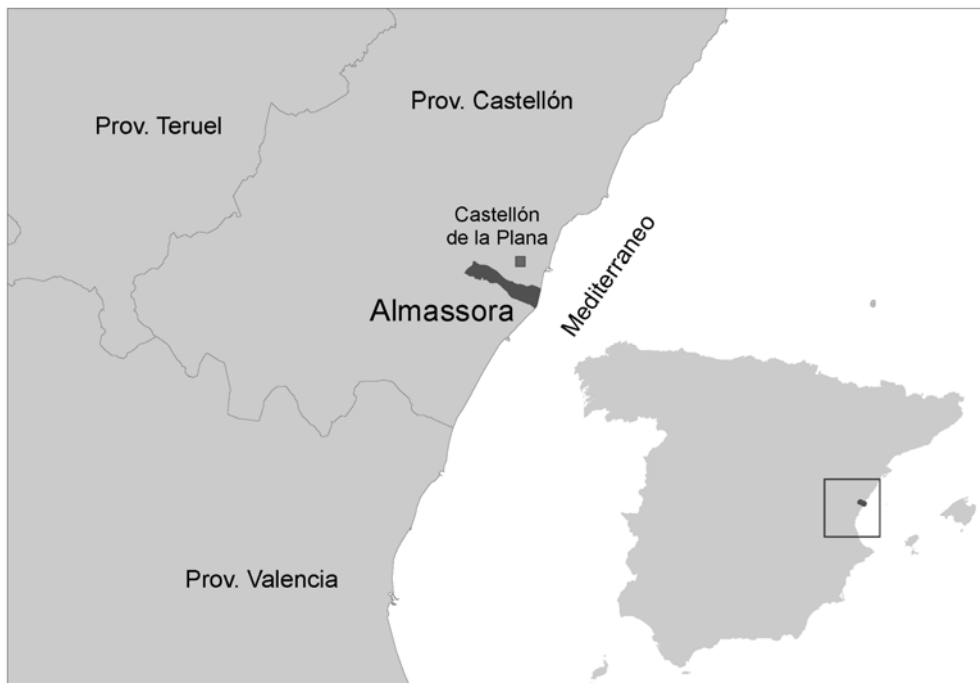 Prov. Castellón
Prov. Teruel
Castellón
de la Plana
Mediterraneo
Almassora
Prov. Valencia